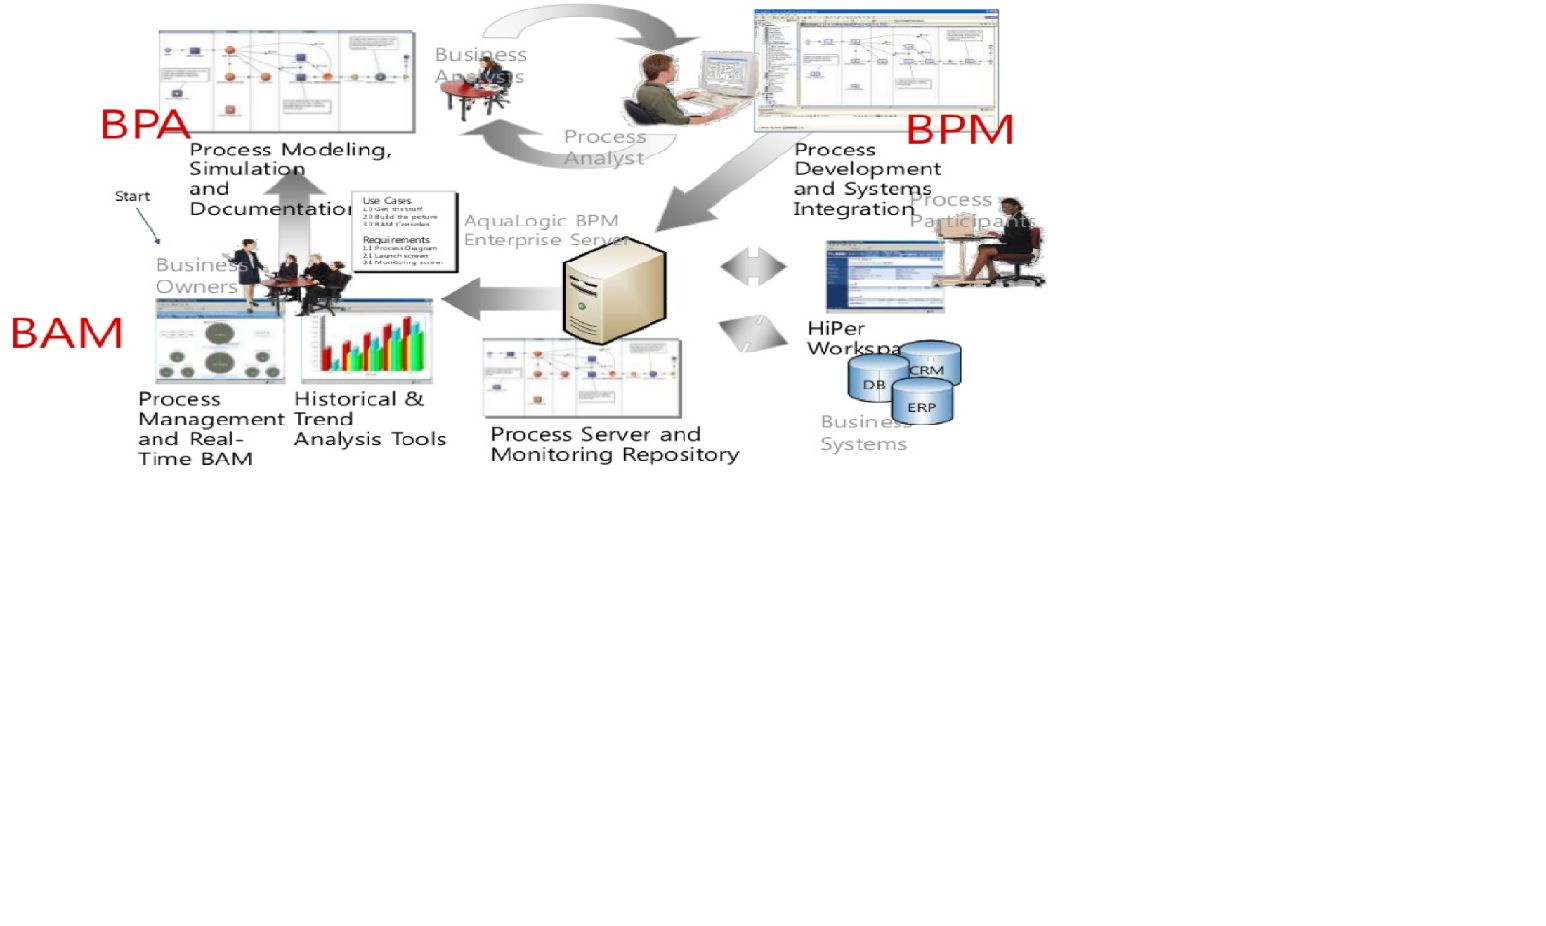 Business
Analysts
BPA
Process Modeling,
Simulation
and
Documentation
Process
Analyst
BPM
Process
Development
and Systems
Integration
Process
Participants
Start
Use Cases
1.0 Get the stuff
2.0 Build the picture
3.0 BAM Consoles
Requirements
1.1 Process Diagram
2.1 Launch screen
3.1 Monitoring screen
AquaLogic BPM
Enterprise Server
Business
Owners
BAM
HiPer
Workspa
DB
CRM
ERP
Business
Systems
Process
Management
and Real-
Time BAM
Historical &
Trend
Analysis Tools
Process Server and
Monitoring Repository